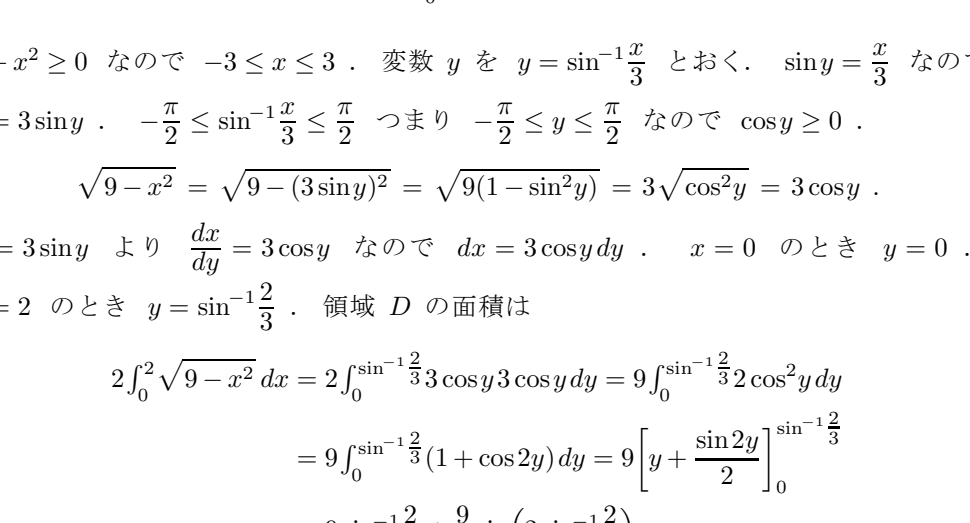 - x² ≥ 0 なので −3 ≤ x ≤ 3 . 変数 y を y = sin⁻¹ x/3 とおく. sin y = x/3 なので
= 3 sin y . −π/2 ≤ sin⁻¹ x/3 ≤ π/2 つまり −π/2 ≤ y ≤ π/2 なので cos y ≥ 0 .
√(9 − x²) = √(9 − (3 sin y)²) = √(9(1 − sin² y)) = 3√(cos² y) = 3 cos y .
= 3 sin y より dx/dy = 3 cos y なので dx = 3 cos y dy . x = 0 のとき y = 0 .
= 2 のとき y = sin⁻¹ 2/3 . 領域 D の面積は
2∫₀² √(9 − x²) dx = 2∫₀^(sin⁻¹ 2/3) 3 cos y 3 cos y dy = 9∫₀^(sin⁻¹ 2/3) 2 cos² y dy
= 9∫₀^(sin⁻¹ 2/3) (1 + cos 2y) dy = 9[y + sin 2y/2]₀^(sin⁻¹ 2/3)